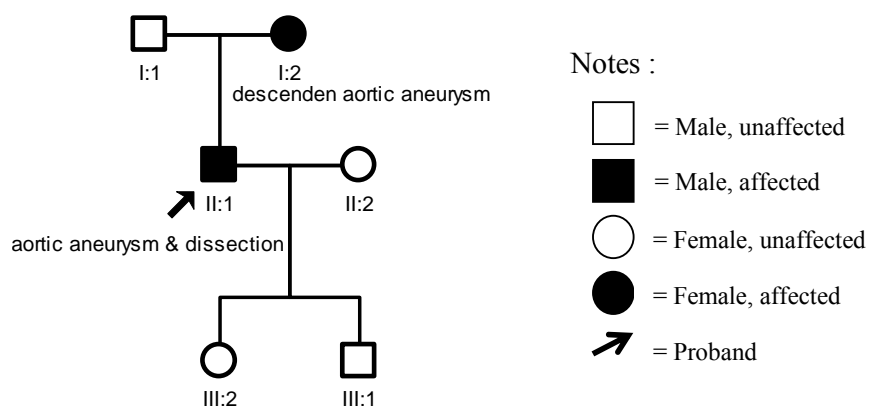 I:1
I:2
descenden aortic aneurysm
II:1
II:2
aortic aneurysm & dissection
III:2
III:1
Notes :
= Male, unaffected
= Male, affected
= Female, unaffected
= Female, affected
= Proband